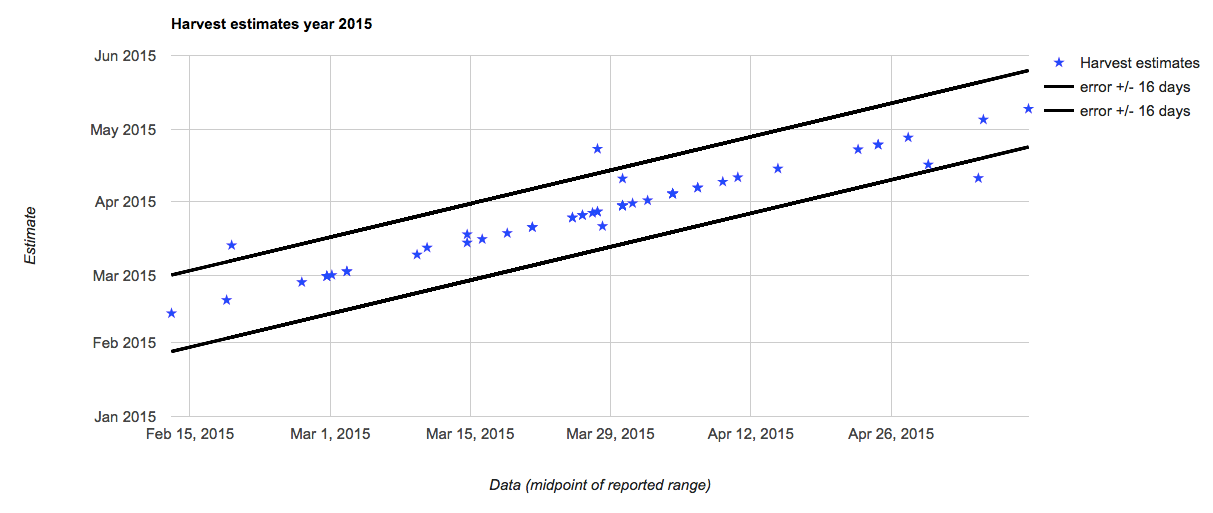 Harvest estimates year 2015
Jun 2015
May 2015
Apr 2015
Mar 2015
Feb 2015
Jan 2015
Estimate
Feb 15, 2015 Mar 1, 2015 Mar 15, 2015 Mar 29, 2015 Apr 12, 2015 Apr 26, 2015
Data (midpoint of reported range)
Harvest estimates
error +/- 16 days
error +/- 16 days